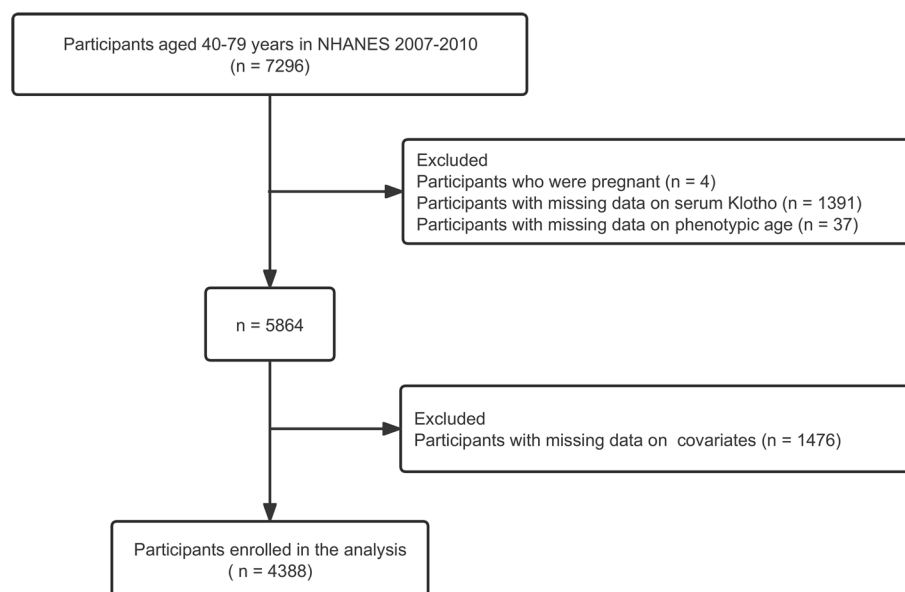 Participants aged 40-79 years in NHANES 2007-2010
(n = 7296)
Excluded
Participants who were pregnant (n = 4)
Participants with missing data on serum Klotho (n = 1391)
Participants with missing data on phenotypic age (n = 37)
n = 5864
Excluded
Participants with missing data on  covariates (n = 1476)
Participants enrolled in the analysis
( n = 4388)